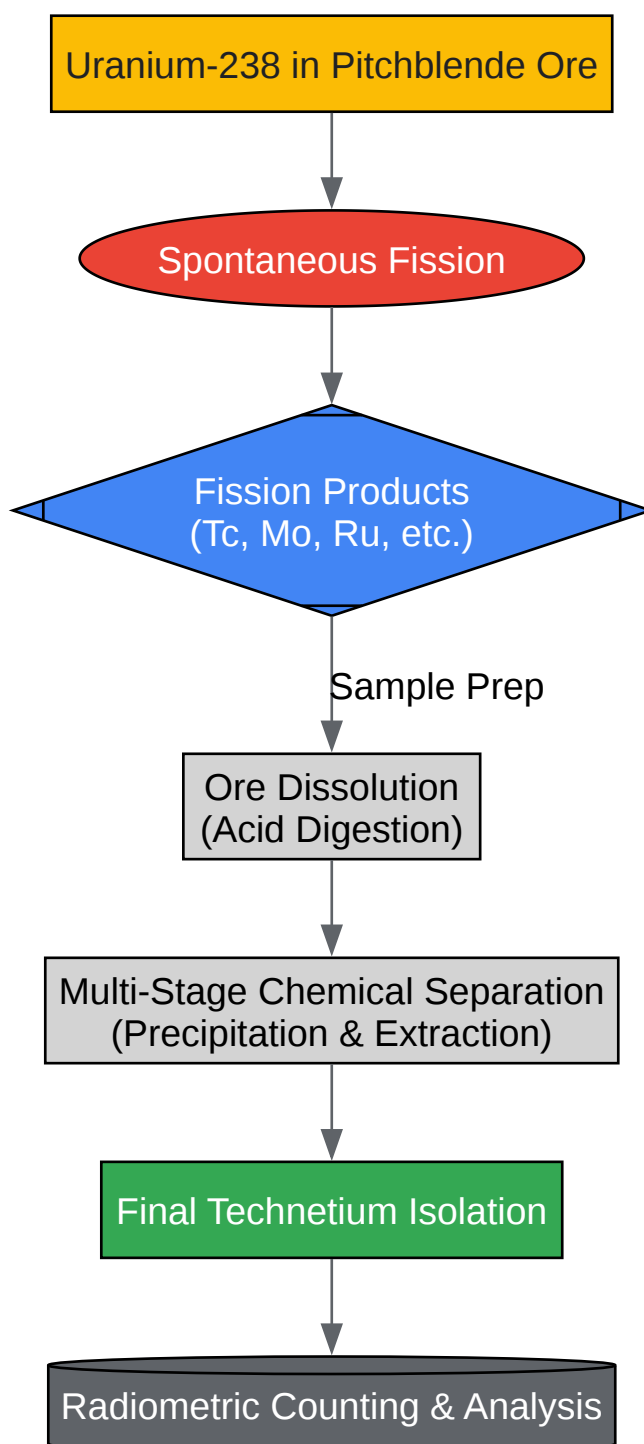 Uranium-238 in Pitchblende Ore
Spontaneous Fission
Fission Products
(Tc, Mo, Ru, etc.)
Sample Prep
Ore Dissolution
(Acid Digestion)
Multi-Stage Chemical Separation
(Precipitation & Extraction)
Final Technetium Isolation
Radiometric Counting & Analysis